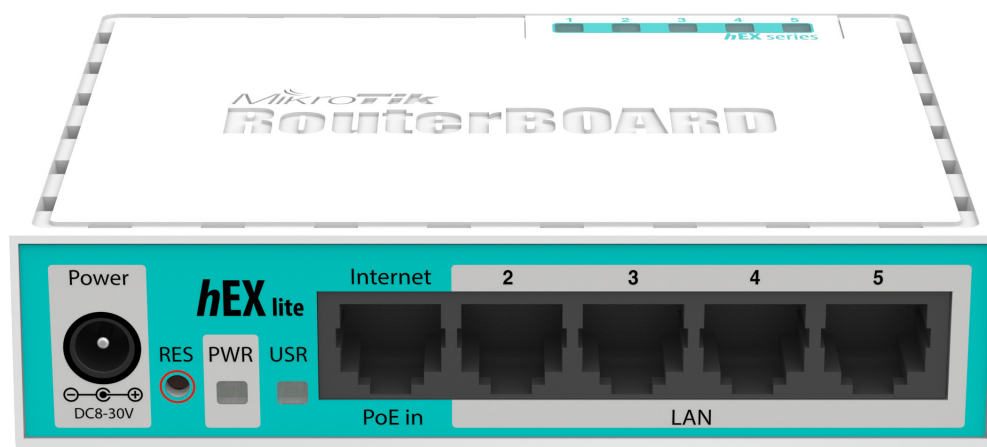 1 2 3 4 5
hEX series
MikroTik
RouterBOARD
Power
Internet 2 3 4 5
hEX lite
RES PWR USR
DC8-30V
PoE in LAN